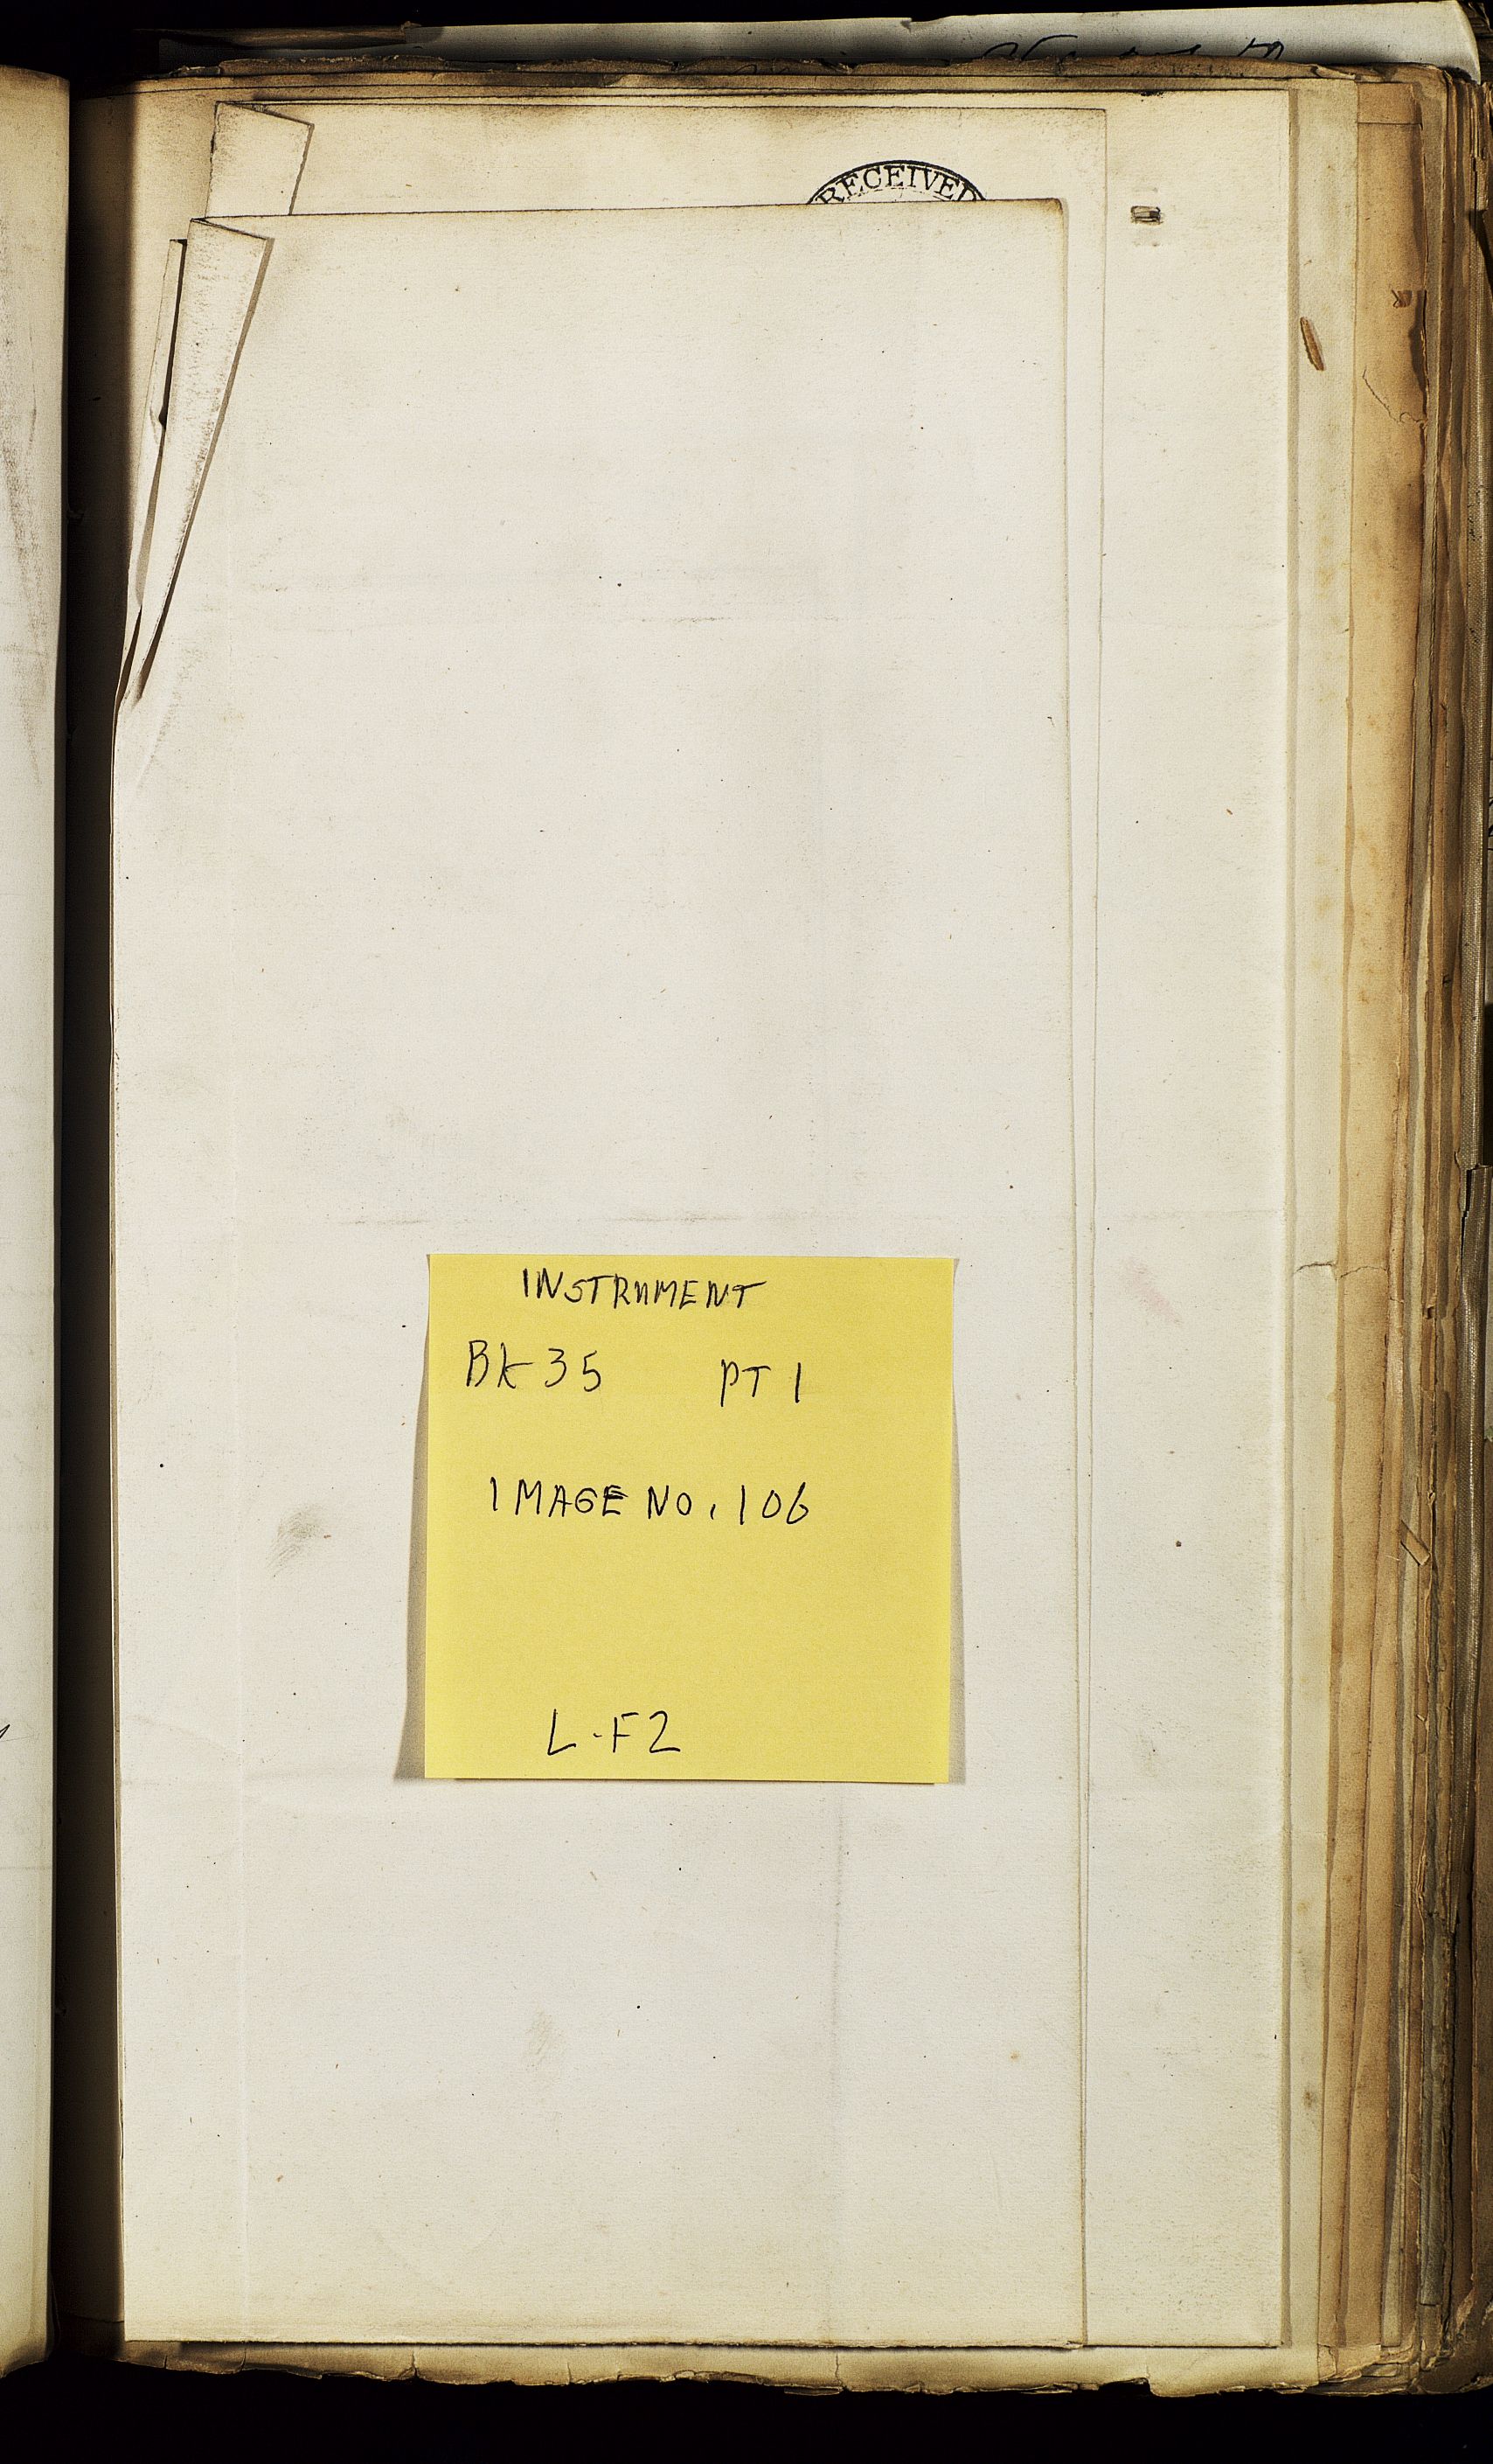 RECEIVED
INSTRUMENT
BK 35 PT 1
IMAGE NO. 106
L-F2